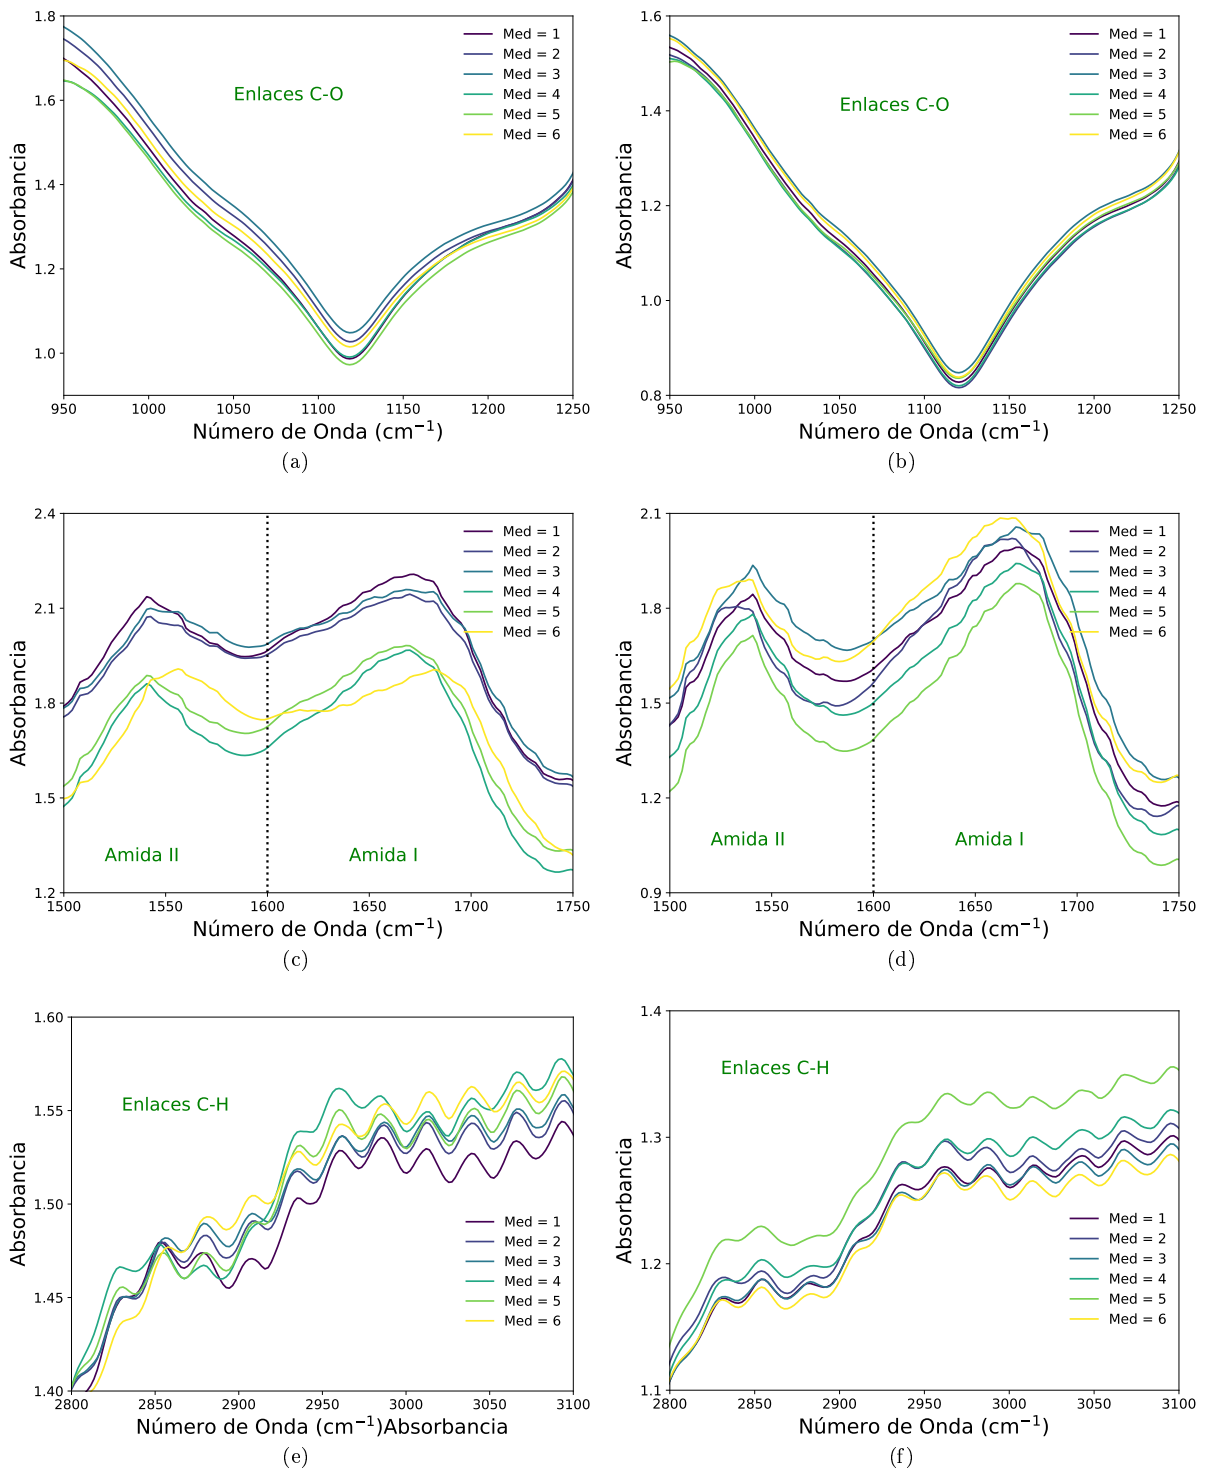 1.8
1.6
1.4
1.2
1.0
Absorbancia
Enlaces C-O
Med = 1
Med = 2
Med = 3
Med = 4
Med = 5
Med = 6
950 1000 1050 1100 1150 1200 1250
Número de Onda (cm⁻¹)
(a)
1.6
1.4
1.2
1.0
0.8
Absorbancia
Enlaces C-O
Med = 1
Med = 2
Med = 3
Med = 4
Med = 5
Med = 6
950 1000 1050 1100 1150 1200 1250
Número de Onda (cm⁻¹)
(b)
2.4
2.1
1.8
1.5
1.2
Absorbancia
Med = 1
Med = 2
Med = 3
Med = 4
Med = 5
Med = 6
Amida II Amida I
1500 1550 1600 1650 1700 1750
Número de Onda (cm⁻¹)
(c)
2.1
1.8
1.5
1.2
0.9
Absorbancia
Med = 1
Med = 2
Med = 3
Med = 4
Med = 5
Med = 6
Amida II Amida I
1500 1550 1600 1650 1700 1750
Número de Onda (cm⁻¹)
(d)
1.60
1.55
1.50
1.45
1.40
Absorbancia
Enlaces C-H
Med = 1
Med = 2
Med = 3
Med = 4
Med = 5
Med = 6
2800 2850 2900 2950 3000 3050 3100
Número de Onda (cm⁻¹)Absorbancia
(e)
1.4
1.3
1.2
1.1
Absorbancia
Enlaces C-H
Med = 1
Med = 2
Med = 3
Med = 4
Med = 5
Med = 6
2800 2850 2900 2950 3000 3050 3100
Número de Onda (cm⁻¹)
(f)